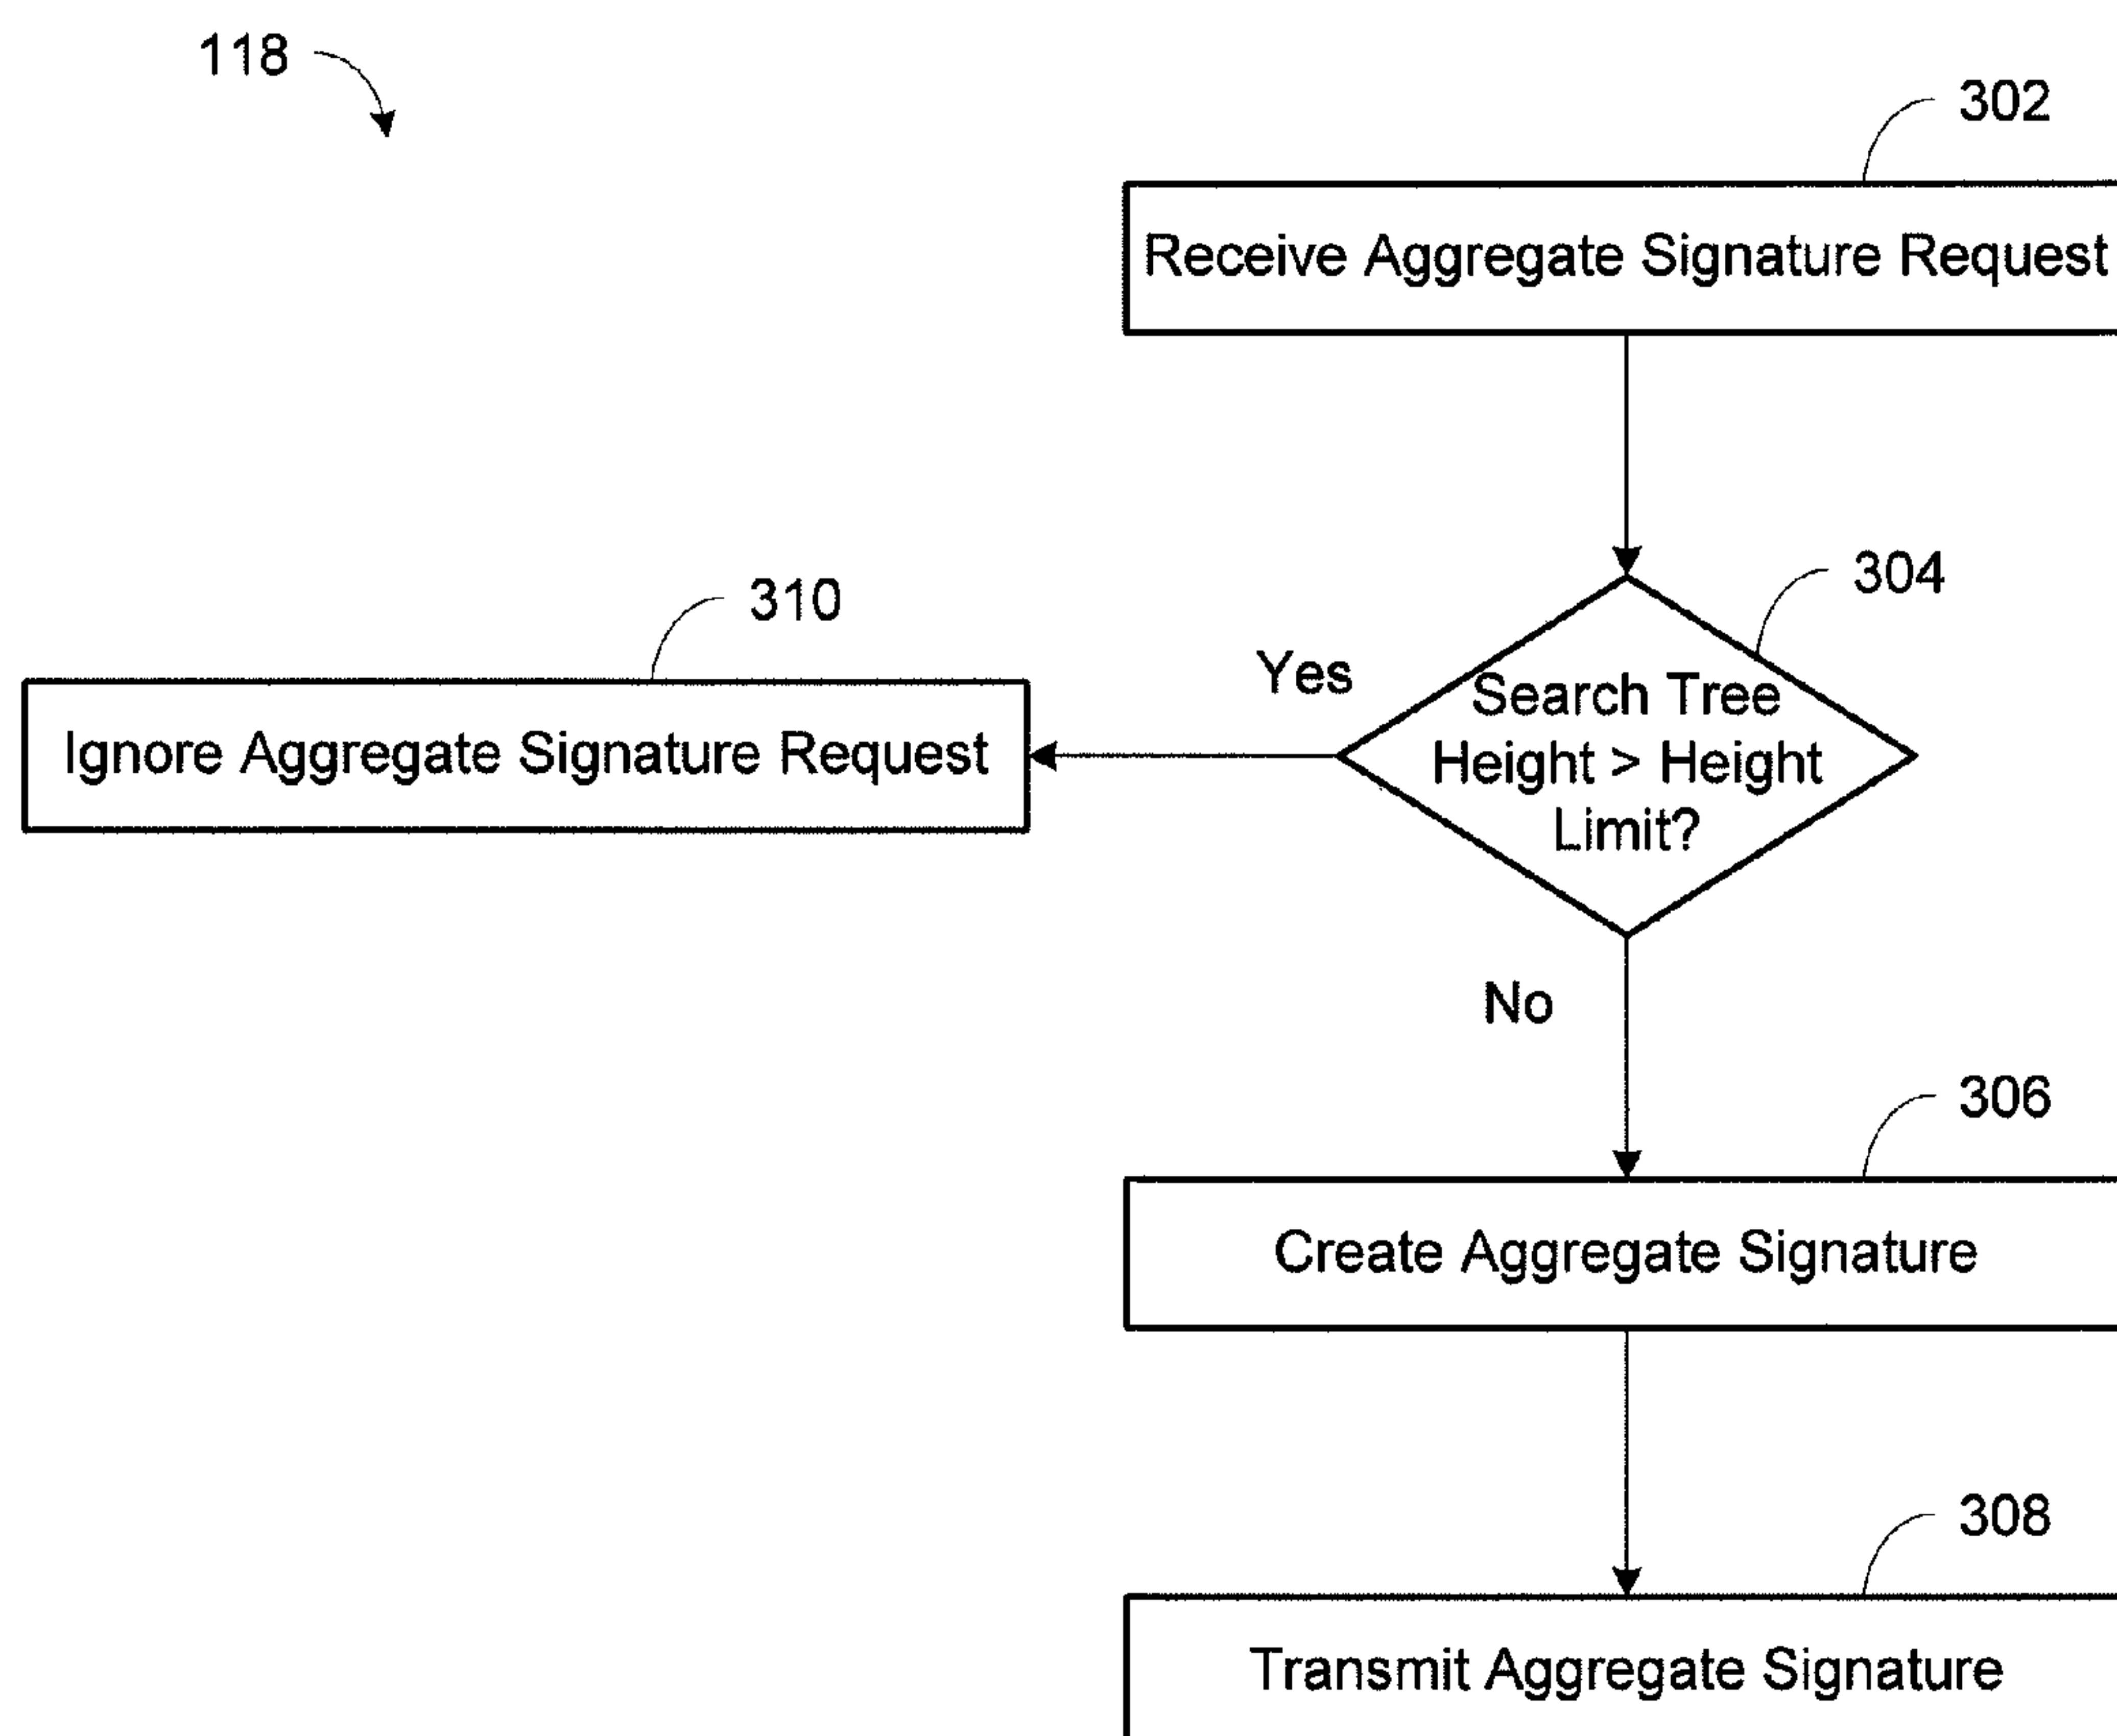 118
302
Receive Aggregate Signature Request
304
310
Yes
Search Tree
Height > Height
Limit?
Ignore Aggregate Signature Request
No
306
Create Aggregate Signature
308
Transmit Aggregate Signature